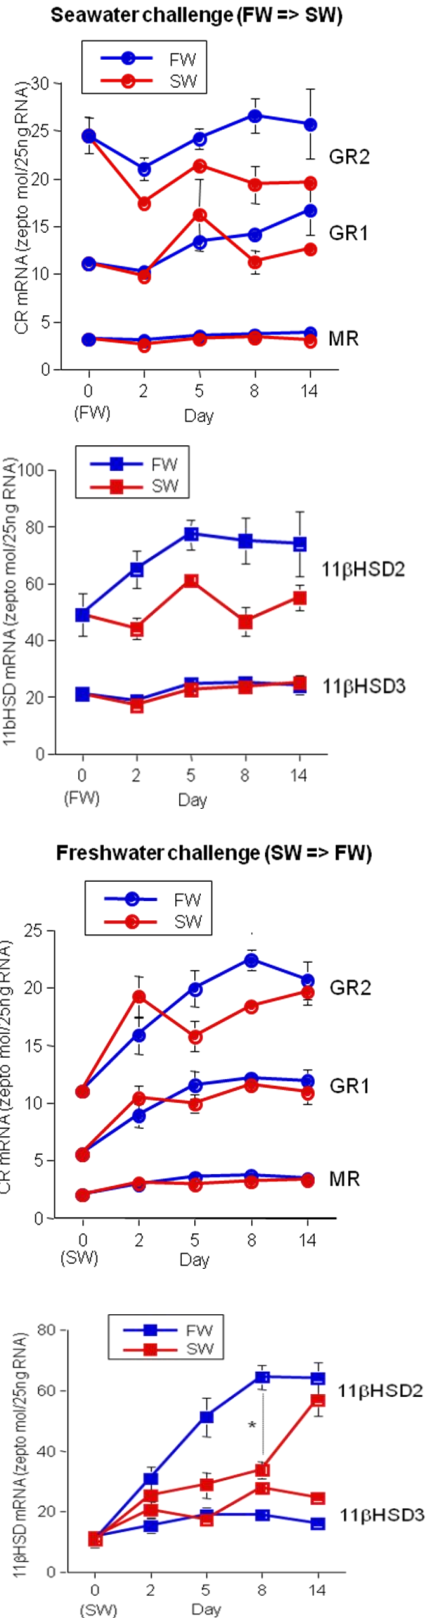 Seawater challenge (FW => SW)
FW
SW
CR mRNA (zepto mol/25ng RNA)
30
25
20
15
10
5
0
GR2
GR1
MR
0 2 5 8 14
(FW)
Day
FW
SW
11bHSD mRNA (zepto mol/25ng RNA)
100
80
60
40
20
0
11βHSD2
11βHSD3
0 2 5 8 14
(FW)
Day
Freshwater challenge (SW => FW)
FW
SW
CR mRNA (zepto mol/25ng RNA)
25
20
15
10
5
0
GR2
GR1
MR
0 2 5 8 14
(SW)
Day
FW
SW
11βHSD mRNA (zepto mol/25ng RNA)
80
60
40
20
0
*
11βHSD2
11βHSD3
0 2 5 8 14
(SW)
Day